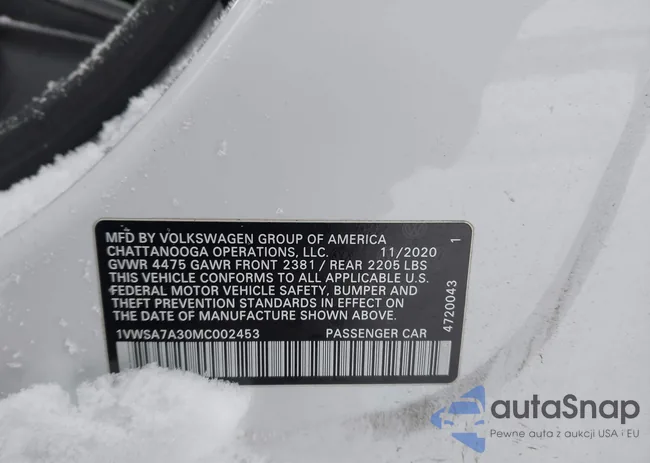 MFD BY VOLKSWAGEN GROUP OF AMERICA
CHATTANOOGA OPERATIONS, LLC. 11/2020
GVWR 4475 GAWR FRONT 2381 / REAR 2205 LBS
THIS VEHICLE CONFORMS TO ALL APPLICABLE U.S.
FEDERAL MOTOR VEHICLE SAFETY, BUMPER AND
THEFT PREVENTION STANDARDS IN EFFECT ON
THE DATE OF MANUFACTURE SHOWN ABOVE.
1VWSA7A30MC002453 PASSENGER CAR
4720043 1
autaSnap
Pewne auta z aukcji USA i EU